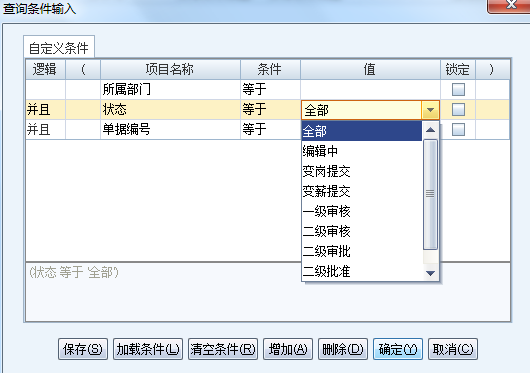 查询条件输入
自定义条件
逻辑 ( 项目名称 条件 值 锁定 )
所属部门 等于
并且 状态 等于 全部
并且 单据编号 等于
全部
编辑中
变岗提交
变薪提交
一级审核
二级审核
二级审批
二级批准
(状态 等于 '全部')
保存(S) 加载条件(L) 清空条件(R) 增加(A) 删除(D) 确定(Y) 取消(C)